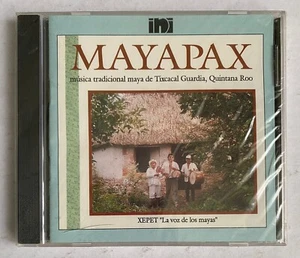 ini
MAYAPAX
música tradicional maya de Tixcacal Guardia, Quintana Roo
XEPET "La voz de los mayas"